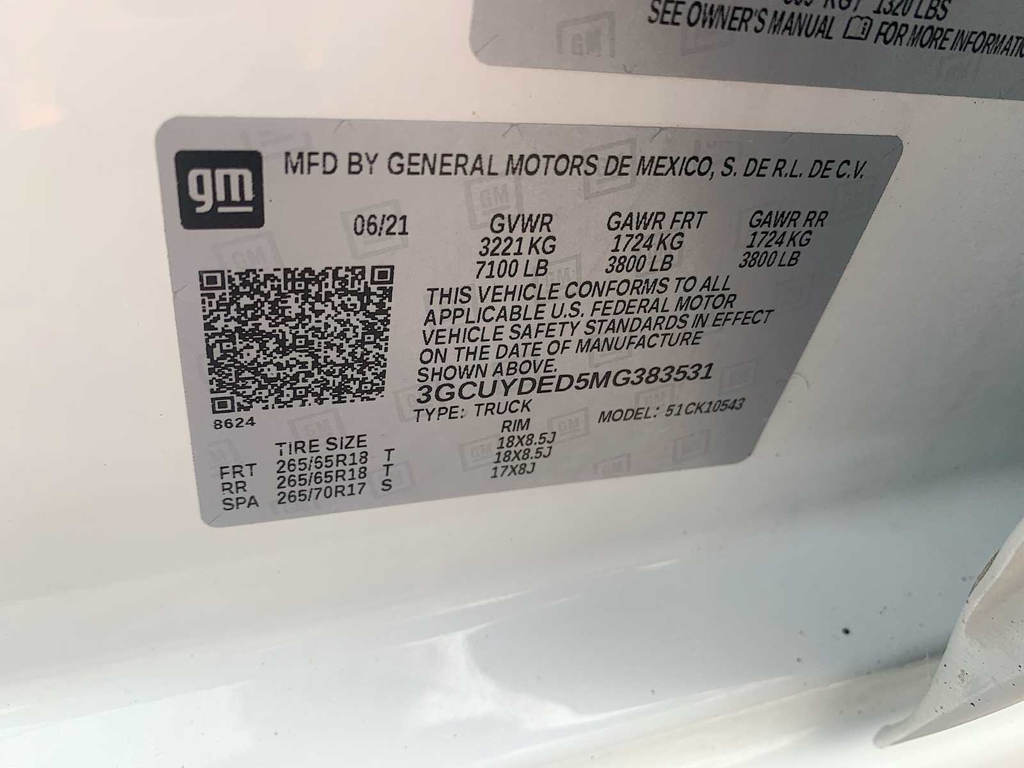 KG / 1320 LBS
SEE OWNER'S MANUAL FOR MORE
gm
MFD BY GENERAL MOTORS DE MEXICO, S. DE R.L. DE C.V.
06/21 GVWR GAWR FRT GAWR RR
3221 KG 1724 KG 1724 KG
7100 LB 3800 LB 3800 LB
THIS VEHICLE CONFORMS TO ALL
APPLICABLE U.S. FEDERAL MOTOR
VEHICLE SAFETY STANDARDS IN EFFECT
ON THE DATE OF MANUFACTURE
SHOWN ABOVE.
3GCUYDED5MG383531
8624
TYPE: TRUCK MODEL: 51CK10543
TIRE SIZE RIM
FRT 265/65R18 T 18X8.5J
RR 265/65R18 T 18X8.5J
SPA 265/70R17 S 17X8J